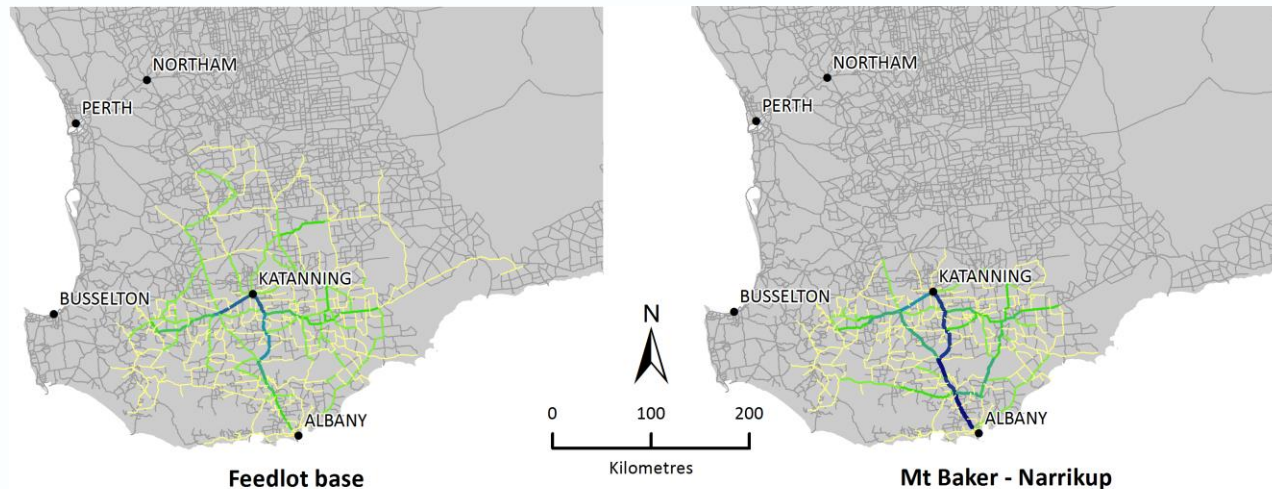 NORTHAM
PERTH
KATANNING
BUSSELTON
ALBANY
Feedlot base
N
0 100 200
Kilometres
NORTHAM
PERTH
KATANNING
BUSSELTON
ALBANY
Mt Baker - Narrikup